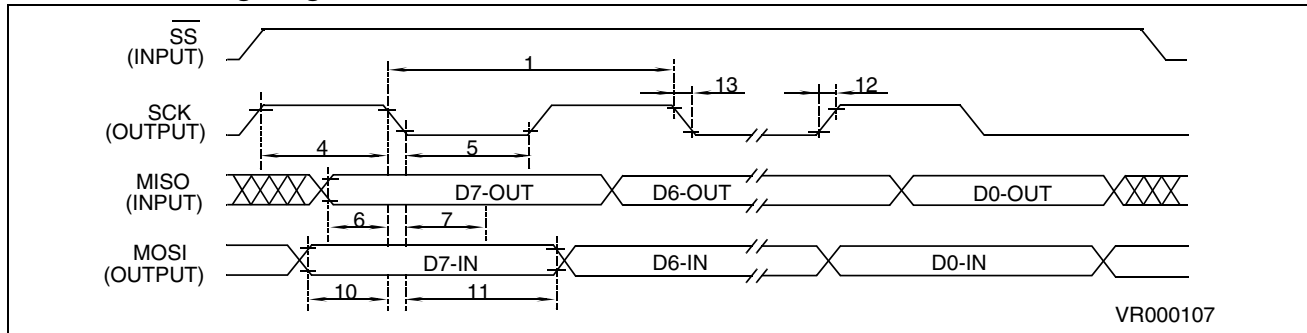 SS
(INPUT)
1
13
12
SCK
(OUTPUT)
4
5
MISO
(INPUT)
D7-OUT
D6-OUT
D0-OUT
6
7
MOSI
(OUTPUT)
D7-IN
D6-IN
D0-IN
10
11
VR000107